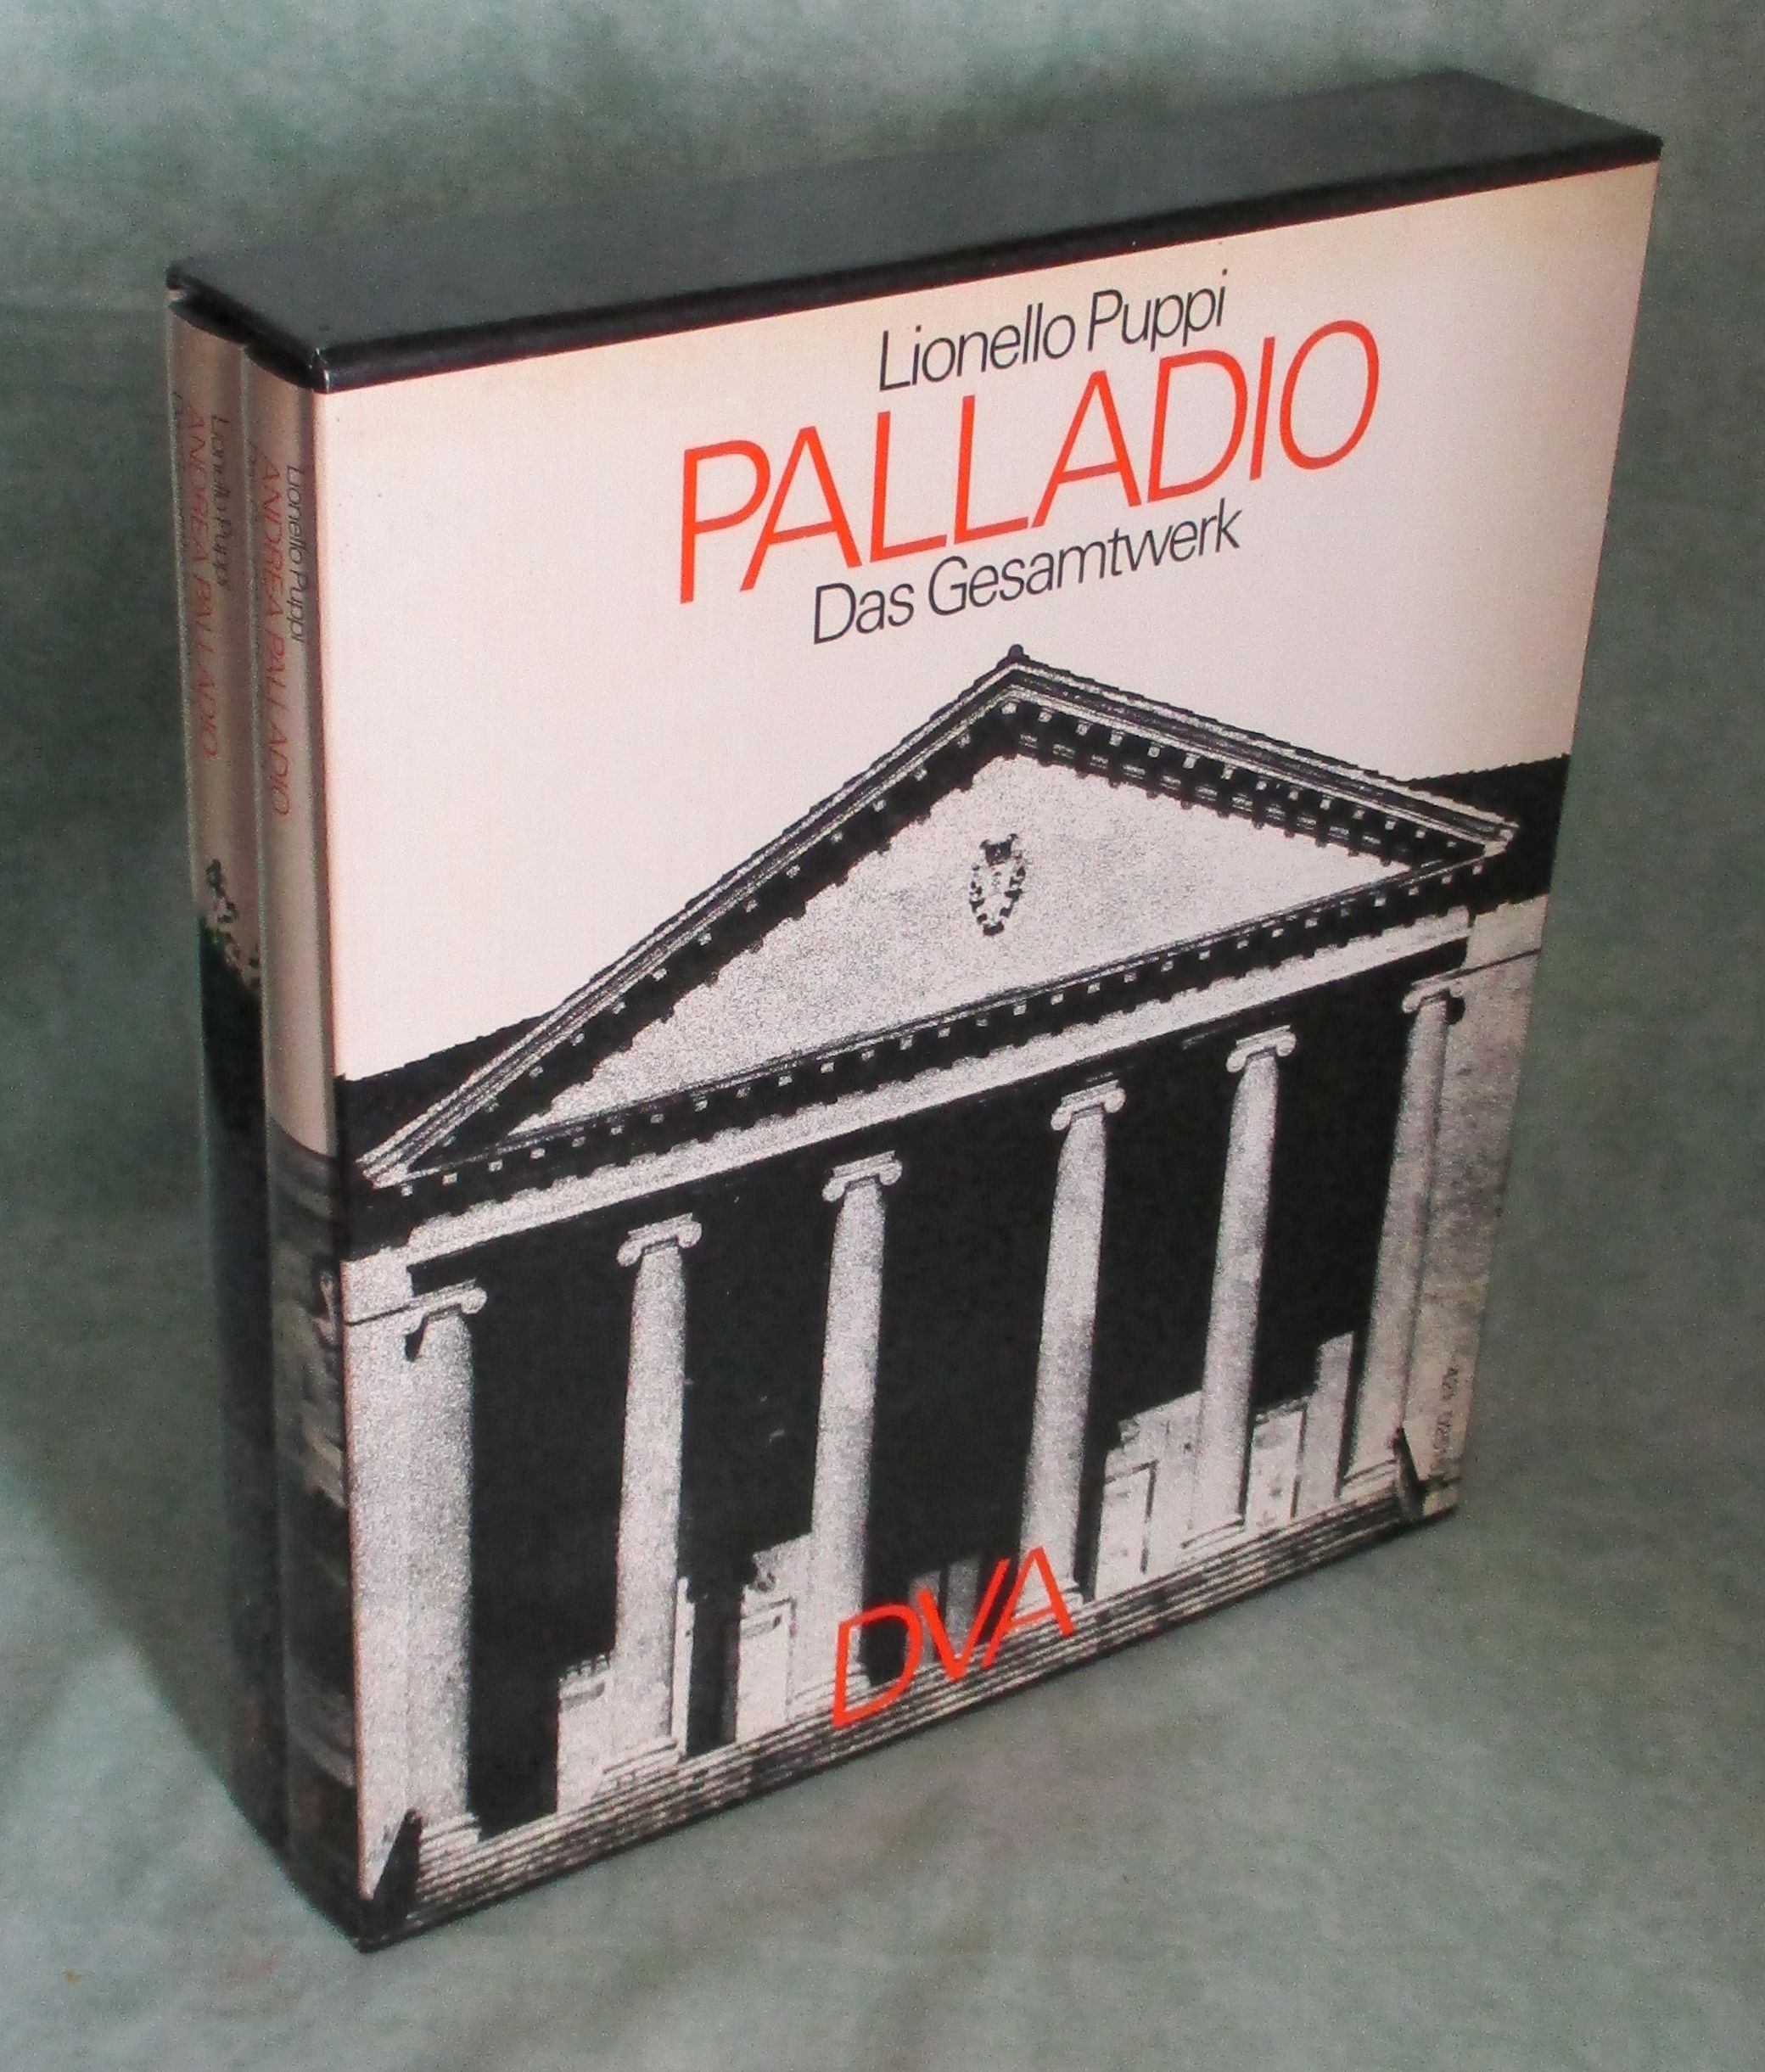 Lionello Puppi
PALLADIO
Das Gesamtwerk
DVA
Lionello Puppi
ANDREA PALLADIO
Lionello Puppi
ANDREA PALLADIO